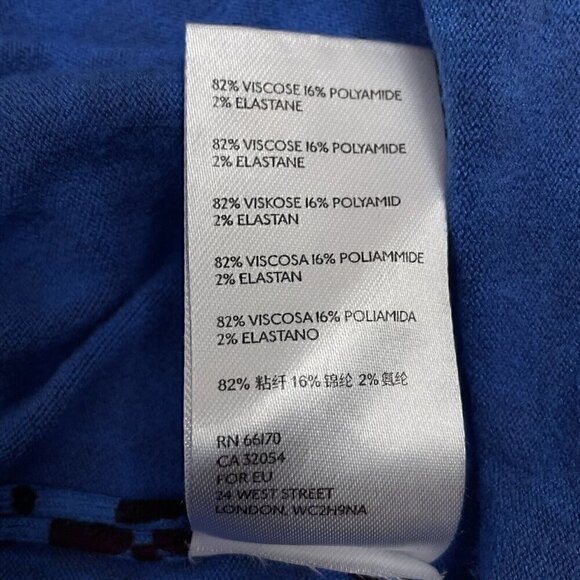 82% VISCOSE 16% POLYAMIDE
2% ELASTANE
82% VISCOSE 16% POLYAMIDE
2% ELASTANE
82% VISKOSE 16% POLYAMID
2% ELASTAN
82% VISCOSA 16% POLIAMMIDE
2% ELASTAN
82% VISCOSA 16% POLIAMIDA
2% ELASTANO
82% 粘纤 16% 锦纶 2% 氨纶
RN 66170
CA 32054
FOR EU
24 WEST STREET
LONDON, WC2H9NA